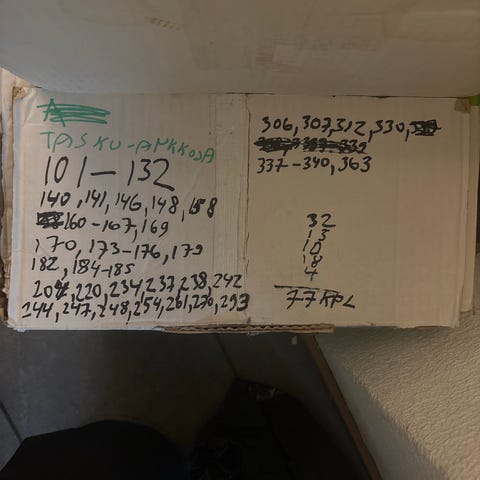 TASKU-ANKKOJA
101-132
140, 141, 146, 148, 158
160-167, 169
170, 173-176, 179
182, 184-185
204, 220, 234, 237, 238, 242
244, 247, 248, 254, 261, 270, 293
306, 307, 312, 330,
337-340, 363
32
13
10
18
4
77 KPL